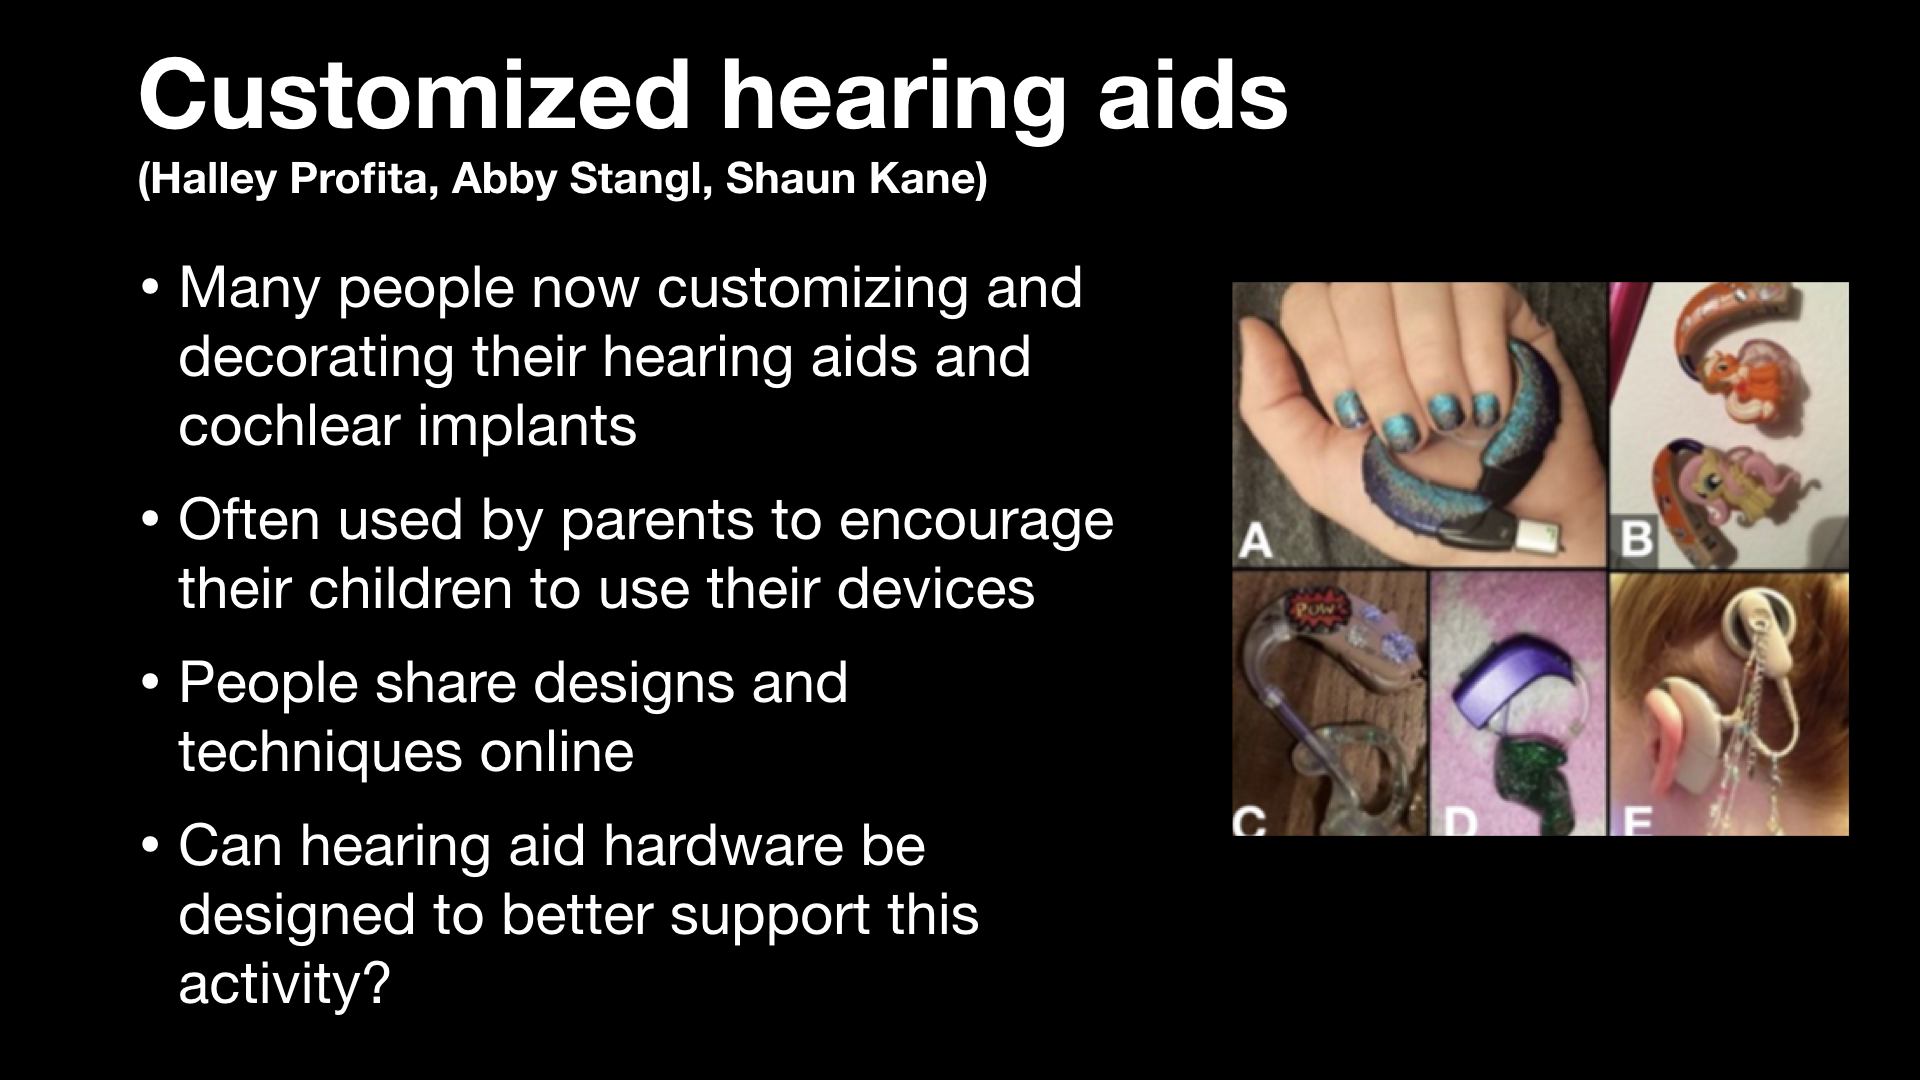 Customized hearing aids
(Halley Profita, Abby Stangl, Shaun Kane)
• Many people now customizing and
decorating their hearing aids and
cochlear implants
• Often used by parents to encourage
their children to use their devices
• People share designs and
techniques online
• Can hearing aid hardware be
designed to better support this
activity?
A
B
POW
C
D
E